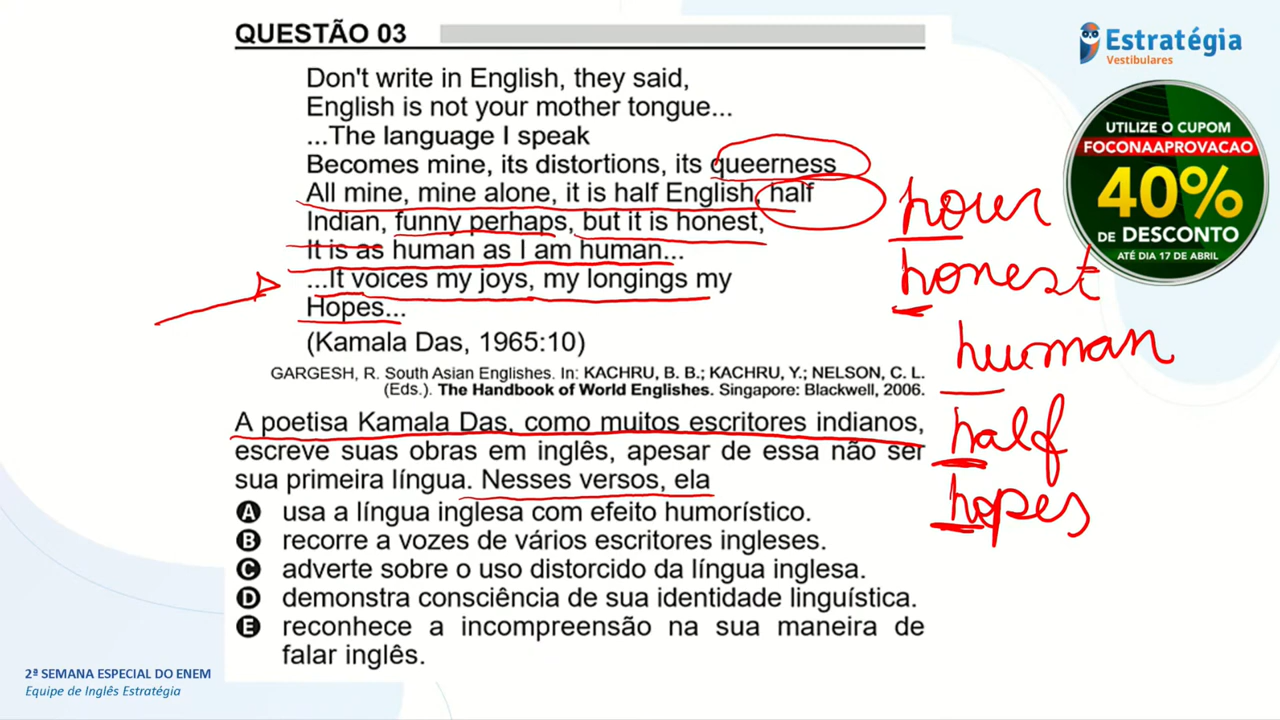 QUESTÃO 03
Don't write in English, they said,
English is not your mother tongue...
...The language I speak
Becomes mine, its distortions, its queerness
All mine, mine alone, it is half English, half
Indian, funny perhaps, but it is honest,
It is as human as I am human...
...It voices my joys, my longings my
Hopes...
(Kamala Das, 1965:10)
GARGESH, R. South Asian Englishes. In: KACHRU, B. B.; KACHRU, Y.; NELSON, C. L.
(Eds.). The Handbook of World Englishes. Singapore: Blackwell, 2006.
A poetisa Kamala Das, como muitos escritores indianos,
escreve suas obras em inglês, apesar de essa não ser
sua primeira língua. Nesses versos, ela
A usa a língua inglesa com efeito humorístico.
B recorre a vozes de vários escritores ingleses.
C adverte sobre o uso distorcido da língua inglesa.
D demonstra consciência de sua identidade linguística.
E reconhece a incompreensão na sua maneira de
falar inglês.
Estratégia
Vestibulares
UTILIZE O CUPOM
FOCONAAPROVACAO
40%
DE DESCONTO
ATÉ DIA 17 DE ABRIL
hour
honest
human
half
hopes
2ª SEMANA ESPECIAL DO ENEM
Equipe de Inglês Estratégia